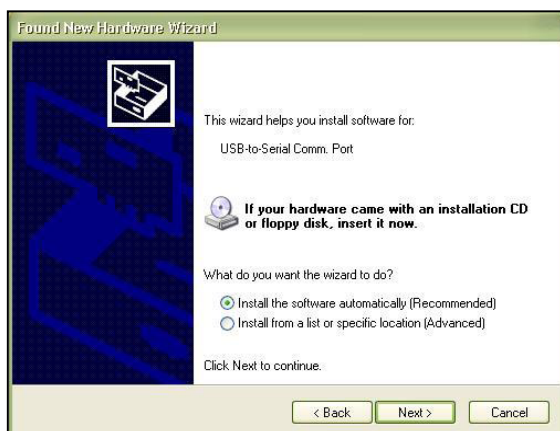 Found New Hardware Wizard
This wizard helps you install software for:
USB-to-Serial Comm. Port
If your hardware came with an installation CD
or floppy disk, insert it now.
What do you want the wizard to do?
Install the software automatically (Recommended)
Install from a list or specific location (Advanced)
Click Next to continue.
< Back Next > Cancel